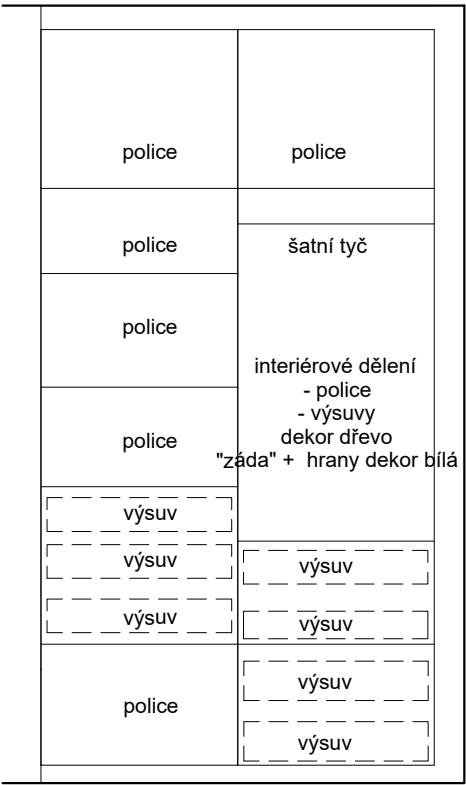 police
police
police
šatní tyč
police
interiérové dělení
- police
- výsuvy
dekor dřevo
"záda" +  hrany dekor bílá
police
výsuv
výsuv
výsuv
výsuv
výsuv
výsuv
police
výsuv